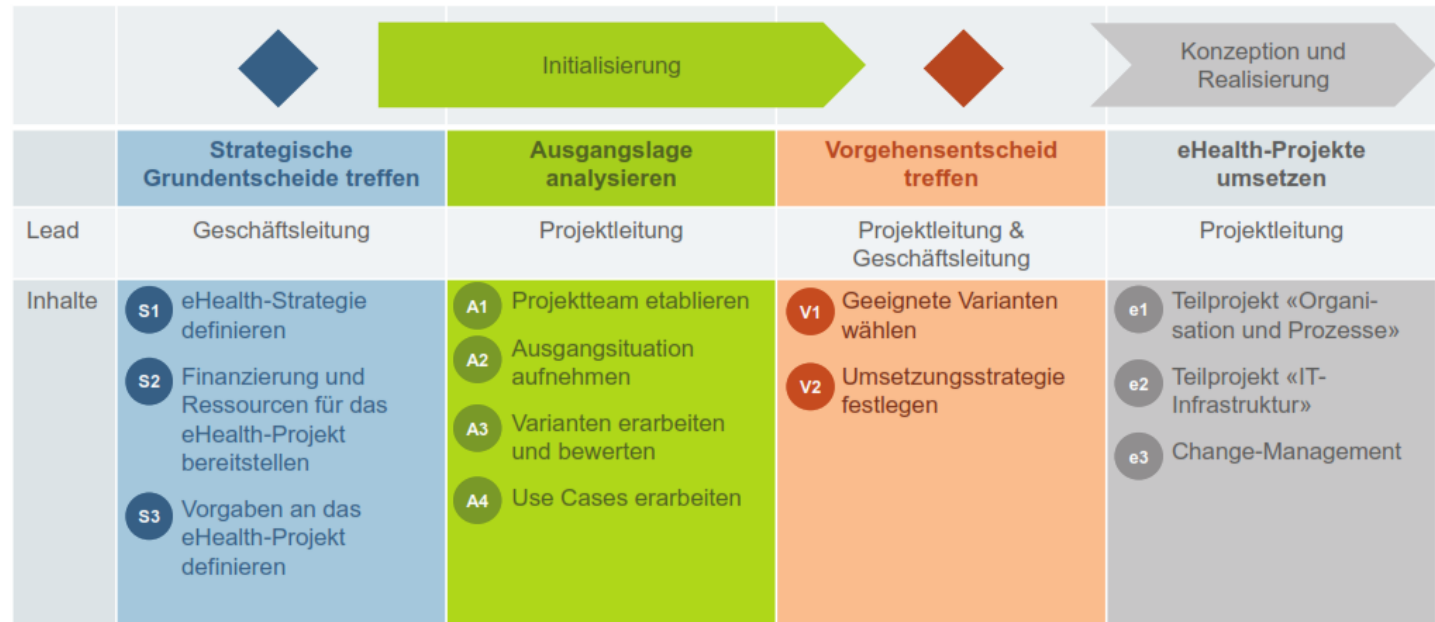 Initialisierung
Konzeption und
Realisierung
Strategische
Grundentscheide treffen
Ausgangslage
analysieren
Vorgehensentscheid
treffen
eHealth-Projekte
umsetzen
Lead
Geschäftsleitung
Projektleitung
Projektleitung &
Geschäftsleitung
Projektleitung
Inhalte
S1 eHealth-Strategie
definieren
S2 Finanzierung und
Ressourcen für das
eHealth-Projekt
bereitstellen
S3 Vorgaben an das
eHealth-Projekt
definieren
A1 Projektteam etablieren
A2 Ausgangsituation
aufnehmen
A3 Varianten erarbeiten
und bewerten
A4 Use Cases erarbeiten
V1 Geeignete Varianten
wählen
V2 Umsetzungsstrategie
festlegen
e1 Teilprojekt «Organi-
sation und Prozesse»
e2 Teilprojekt «IT-
Infrastruktur»
e3 Change-Management